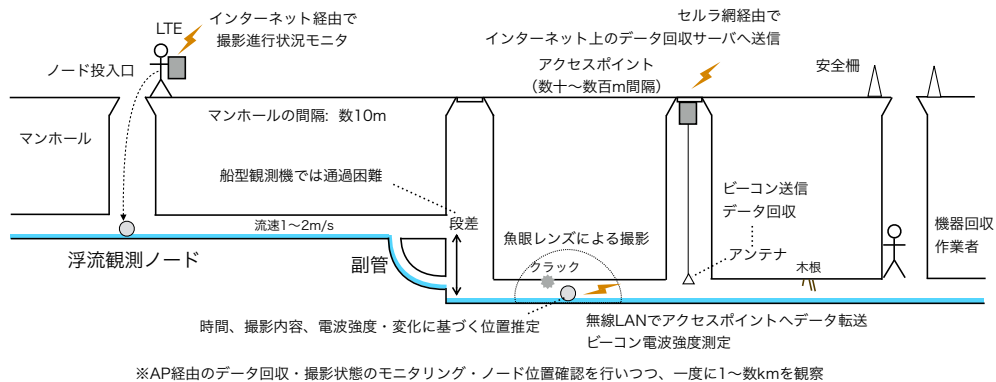 LTE
インターネット経由で
撮影進行状況モニタ
セルラ網経由で
インターネット上のデータ回収サーバへ送信
ノード投入口
アクセスポイント
（数十〜数百m間隔）
安全柵
マンホール
マンホールの間隔: 数10m
船型観測機では通過困難
ビーコン送信
データ回収
流速1〜2m/s
段差
機器回収
作業者
浮流観測ノード
副管
魚眼レンズによる撮影
クラック
アンテナ
木根
時間、撮影内容、電波強度・変化に基づく位置推定
無線LANでアクセスポイントへデータ転送
ビーコン電波強度測定
※AP経由のデータ回収・撮影状態のモニタリング・ノード位置確認を行いつつ、一度に1〜数kmを観察